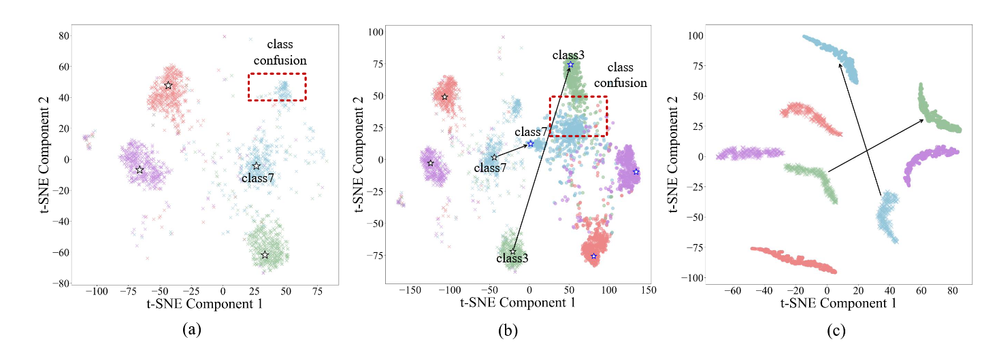 80
60
40
20
0
−20
−40
−60
−80
−100
−75
−50
−25
0
25
50
75
t-SNE Component 2
t-SNE Component 1
class
confusion
class7
(a)
100
75
50
25
0
−25
−50
−75
−150
−100
−50
0
50
100
150
t-SNE Component 2
t-SNE Component 1
class3
class
confusion
class7
class7
class3
(b)
100
75
50
25
0
−25
−50
−75
−100
−60
−40
−20
0
20
40
60
80
t-SNE Component 2
t-SNE Component 1
(c)